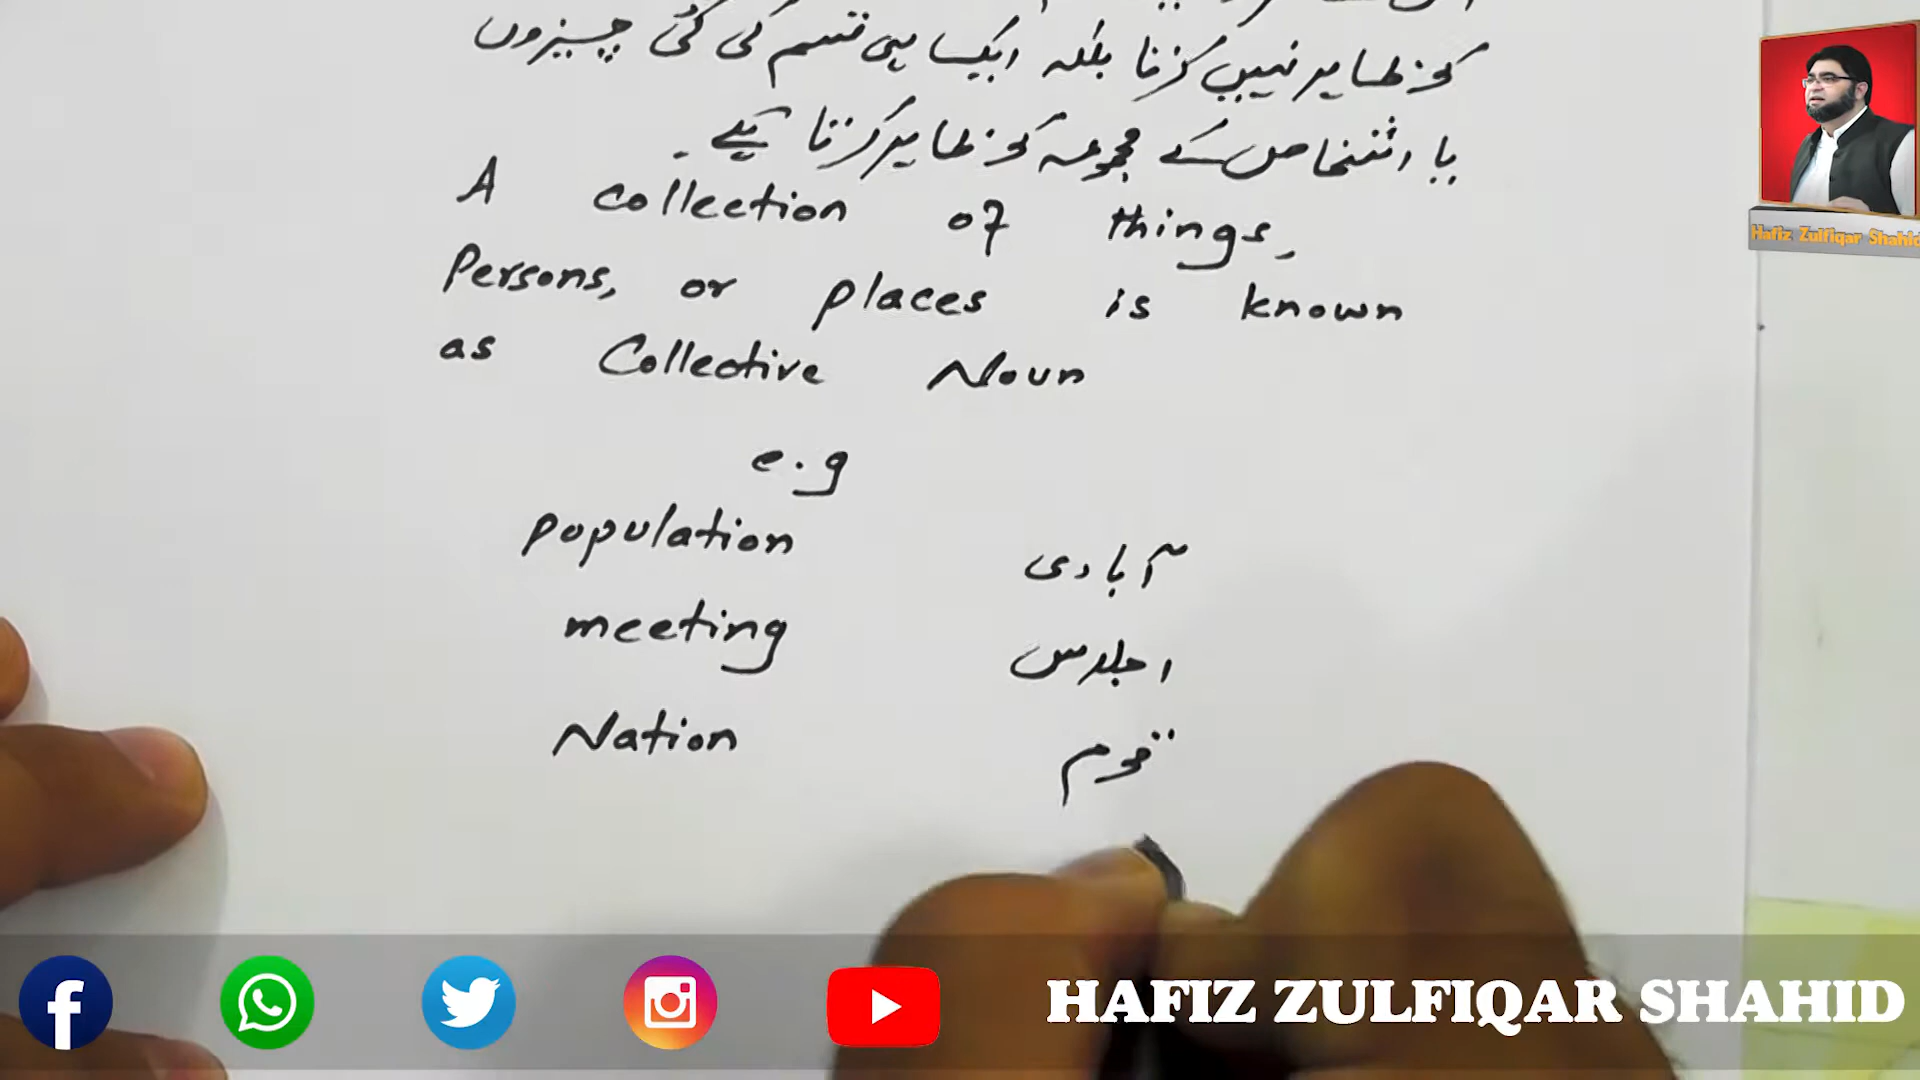 کو ظاہر نہیں کرتا بلکہ ایک ہی قسم کی کئی چیزوں
یا اشخاص کے مجموعہ کو ظاہر کرتا ہے۔
A collection of things,
Persons, or places is known
as Collective Noun
e.g
population آبادی
meeting اجلاس
Nation قوم
Hafiz Zulfiqar Shahid
HAFIZ ZULFIQAR SHAHID